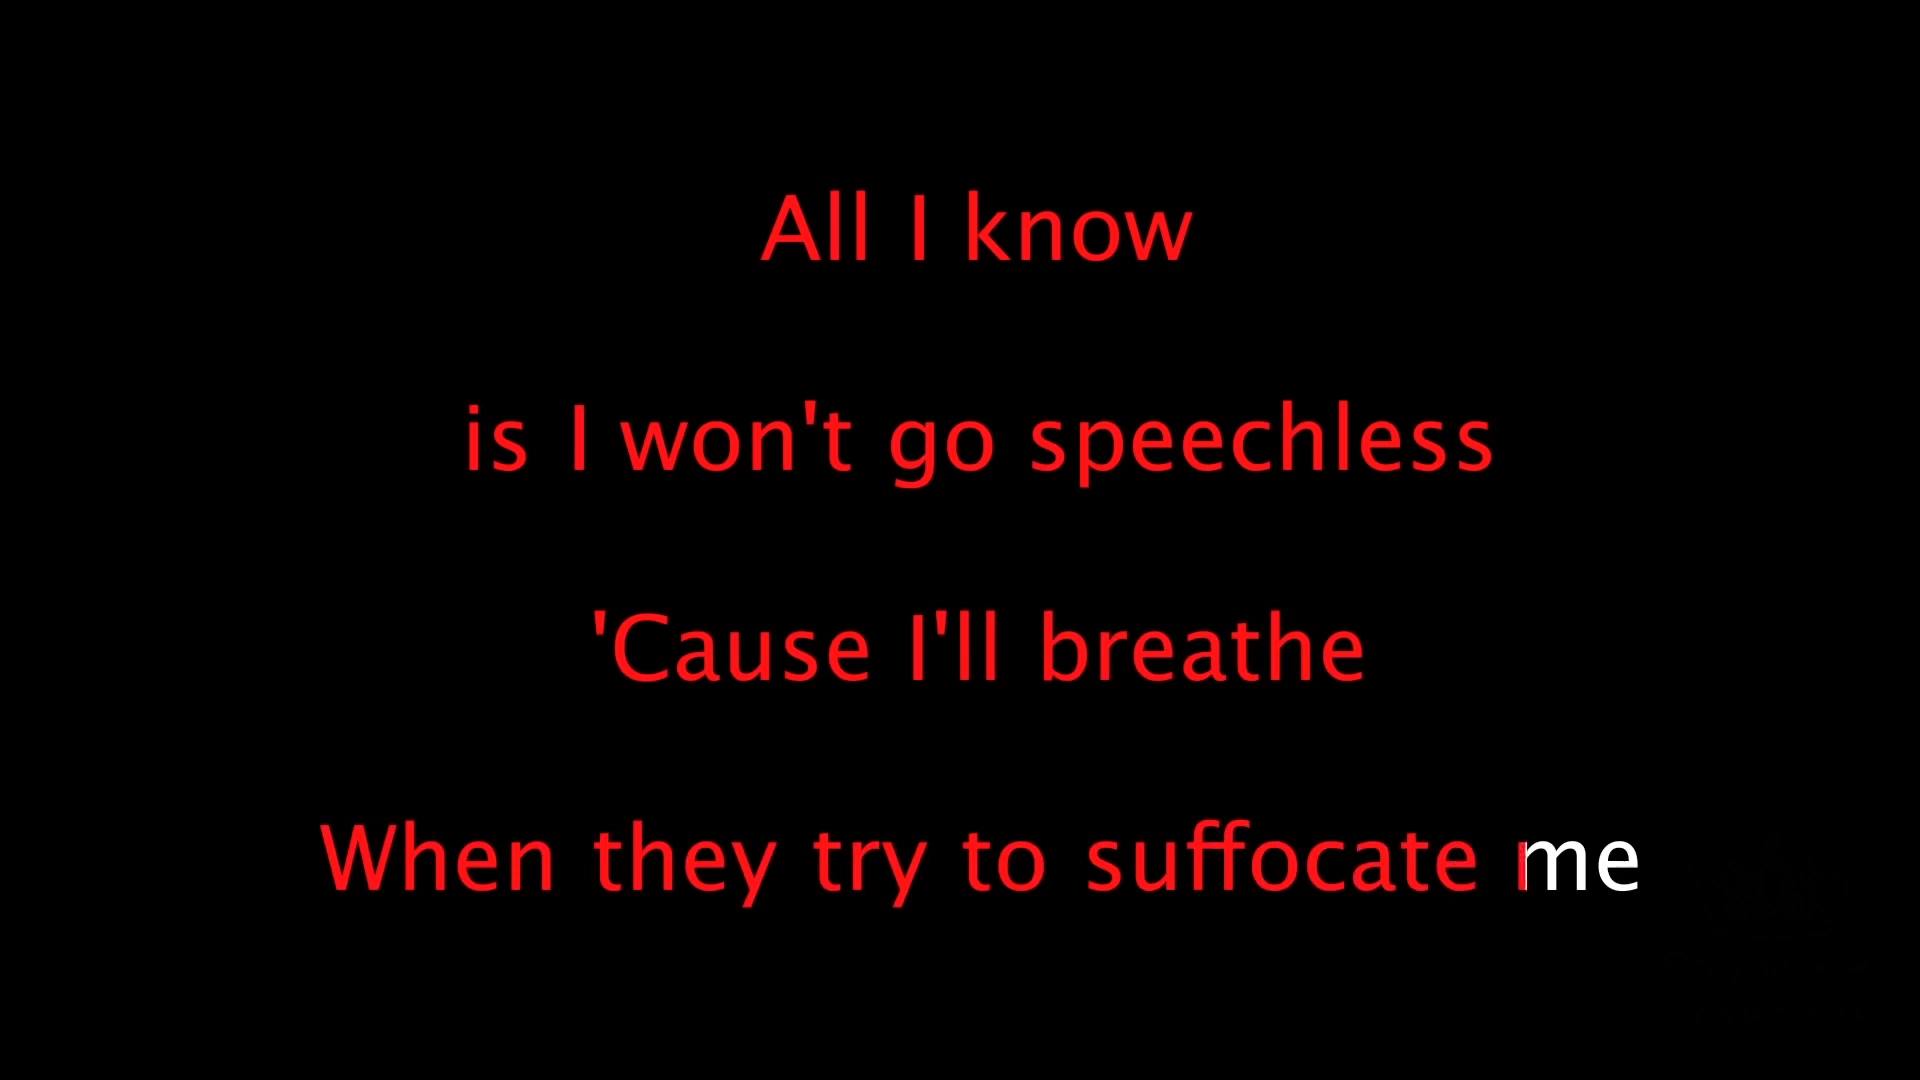 All I know
is I won't go speechless
'Cause I'll breathe
When they try to suffocate me